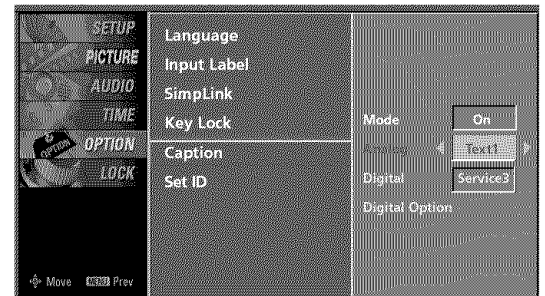 SETUP
PICTURE
AUDIO
TIME
OPTION
LOCK
Move MENU Prev
Language
Input Label
SimpLink
Key Lock
Caption
Set ID
Mode On
Analog Text1
Digital Service3
Digital Option